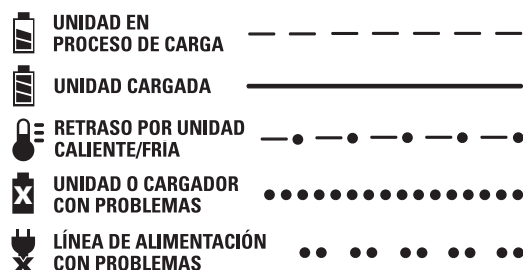 UNIDAD EN
PROCESO DE CARGA
UNIDAD CARGADA
RETRASO POR UNIDAD
CALIENTE/FRIA
UNIDAD O CARGADOR
CON PROBLEMAS
LÍNEA DE ALIMENTACIÓN
CON PROBLEMAS